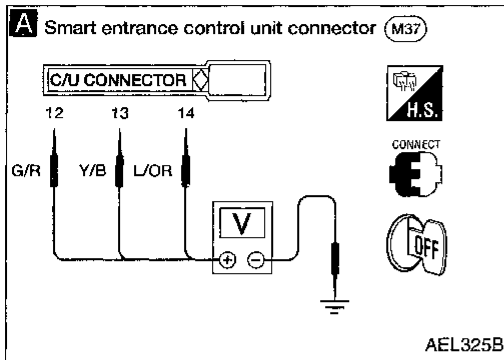 A Smart entrance control unit connector M37
C/U CONNECTOR
12 13 14
H.S.
CONNECT
G/R Y/B L/OR
V
OFF
+ −
AEL325B